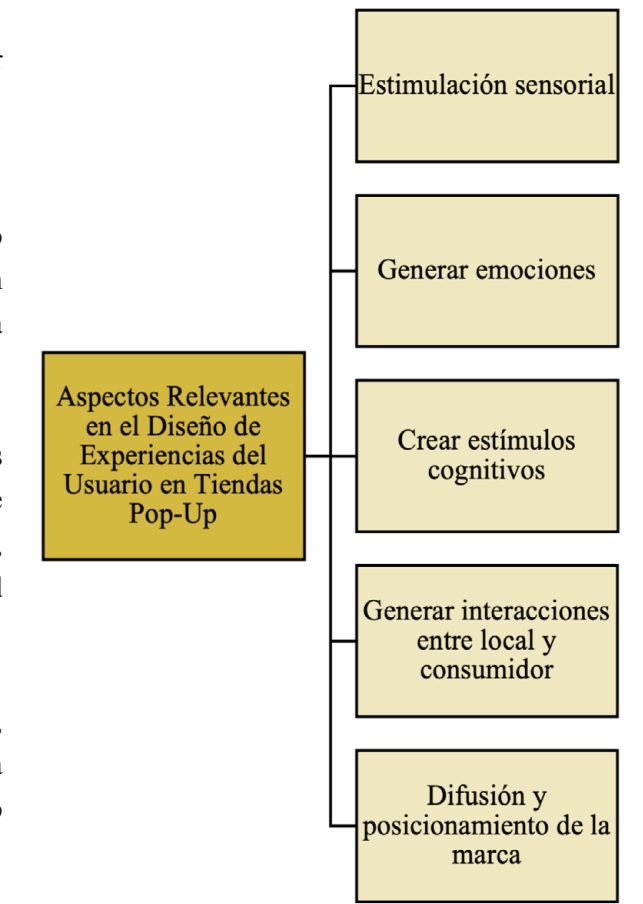 Aspectos Relevantes
en el Diseño de
Experiencias del
Usuario en Tiendas
Pop-Up
Estimulación sensorial
Generar emociones
Crear estímulos
cognitivos
Generar interacciones
entre local y
consumidor
Difusión y
posicionamiento de la
marca